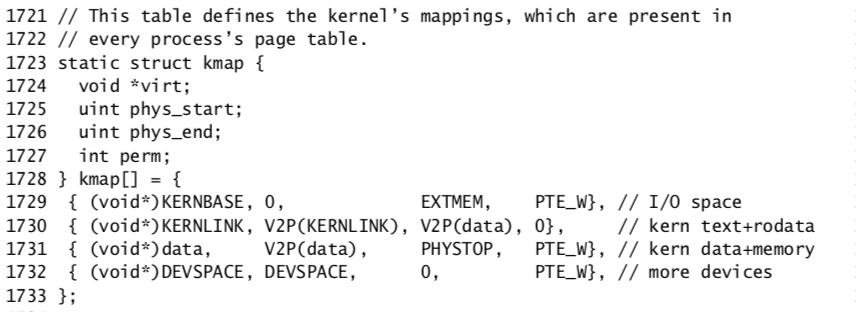 1721 // This table defines the kernel’s mappings, which are present in
1722 // every process’s page table.
1723 static struct kmap {
1724   void *virt;
1725   uint phys_start;
1726   uint phys_end;
1727   int perm;
1728 } kmap[] = {
1729  { (void*)KERNBASE, 0,             EXTMEM,    PTE_W}, // I/O space
1730  { (void*)KERNLINK, V2P(KERNLINK), V2P(data), 0},     // kern text+rodata
1731  { (void*)data,     V2P(data),     PHYSTOP,   PTE_W}, // kern data+memory
1732  { (void*)DEVSPACE, DEVSPACE,      0,         PTE_W}, // more devices
1733 };